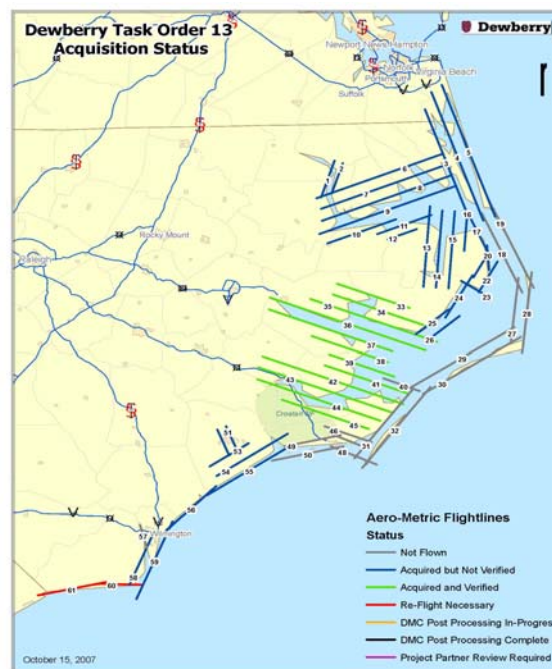 Dewberry Task Order 13
Acquisition Status
Dewberry
Newport News Hampton
Norfolk
Portsmouth
Virginia Beach
Suffolk
1
2
3
4
5
6
7
8
9
10
11
12
13
14
15
16
17
18
19
20
22
23
24
25
26
27
28
29
30
31
32
33
34
35
36
37
38
39
40
41
42
43
44
45
46
48
49
50
51
53
54
55
56
57
58
59
60
61
Rocky Mount
Raleigh
Croatan
Wilmington
Aero-Metric Flightlines
Status
Not Flown
Acquired but Not Verified
Acquired and Verified
Re-Flight Necessary
DMC Post Processing In-Progres
DMC Post Processing Complete
Project Partner Review Required
October 15, 2007